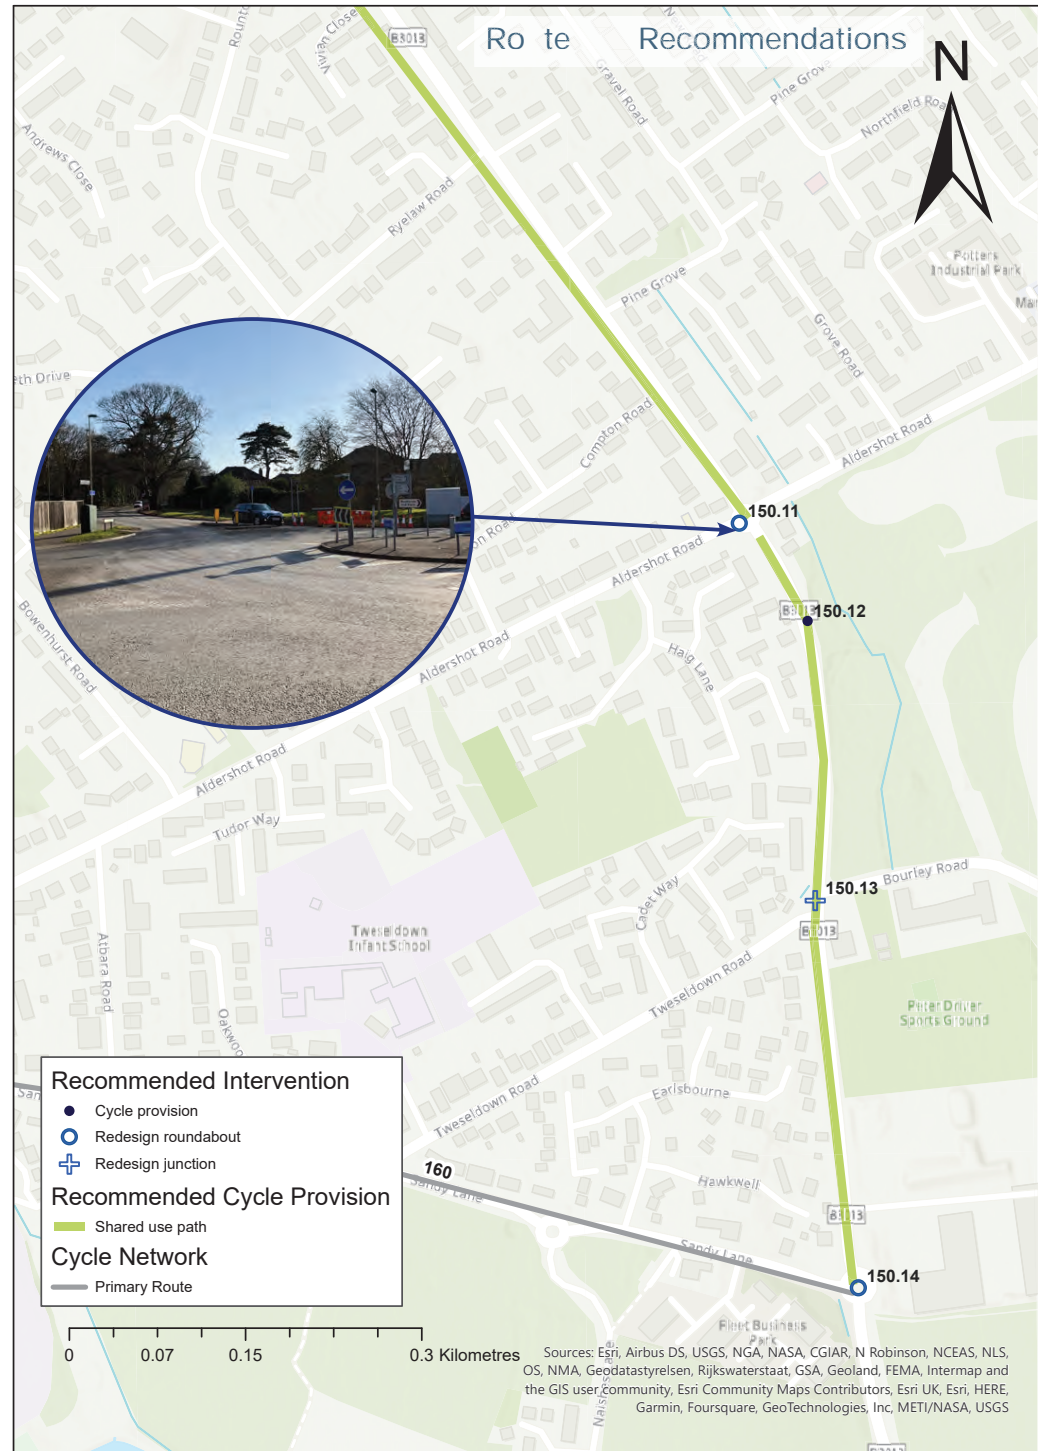 Ro te Recommendations
N
B3013
Vivian Close
Gravel Road
Pine Grove
Northfield Road
Andrews Close
Ryelaw Road
Potters
Industrial Park
Pine Grove
Grove Road
Compton Road
Aldershot Road
150.11
Aldershot Road
B3013
150.12
Haig Lane
Aldershot Road
Bowenhurst Road
Aldershot Road
Tudor Way
Bourley Road
150.13
Cadet Way
B3013
Tweseldown
Infant School
Atbara Road
Tweseldown Road
Peter Driver
Sports Ground
Earlsbourne
Tweseldown Road
160
Sandy Lane
Hawkwell
B3013
Sandy Lane
150.14
Fleet Business
Park
Recommended Intervention
Cycle provision
Redesign roundabout
Redesign junction
Recommended Cycle Provision
Shared use path
Cycle Network
Primary Route
0 0.07 0.15 0.3 Kilometres
Sources: Esri, Airbus DS, USGS, NGA, NASA, CGIAR, N Robinson, NCEAS, NLS,
OS, NMA, Geodatastyrelsen, Rijkswaterstaat, GSA, Geoland, FEMA, Intermap and
the GIS user community, Esri Community Maps Contributors, Esri UK, Esri, HERE,
Garmin, Foursquare, GeoTechnologies, Inc, METI/NASA, USGS